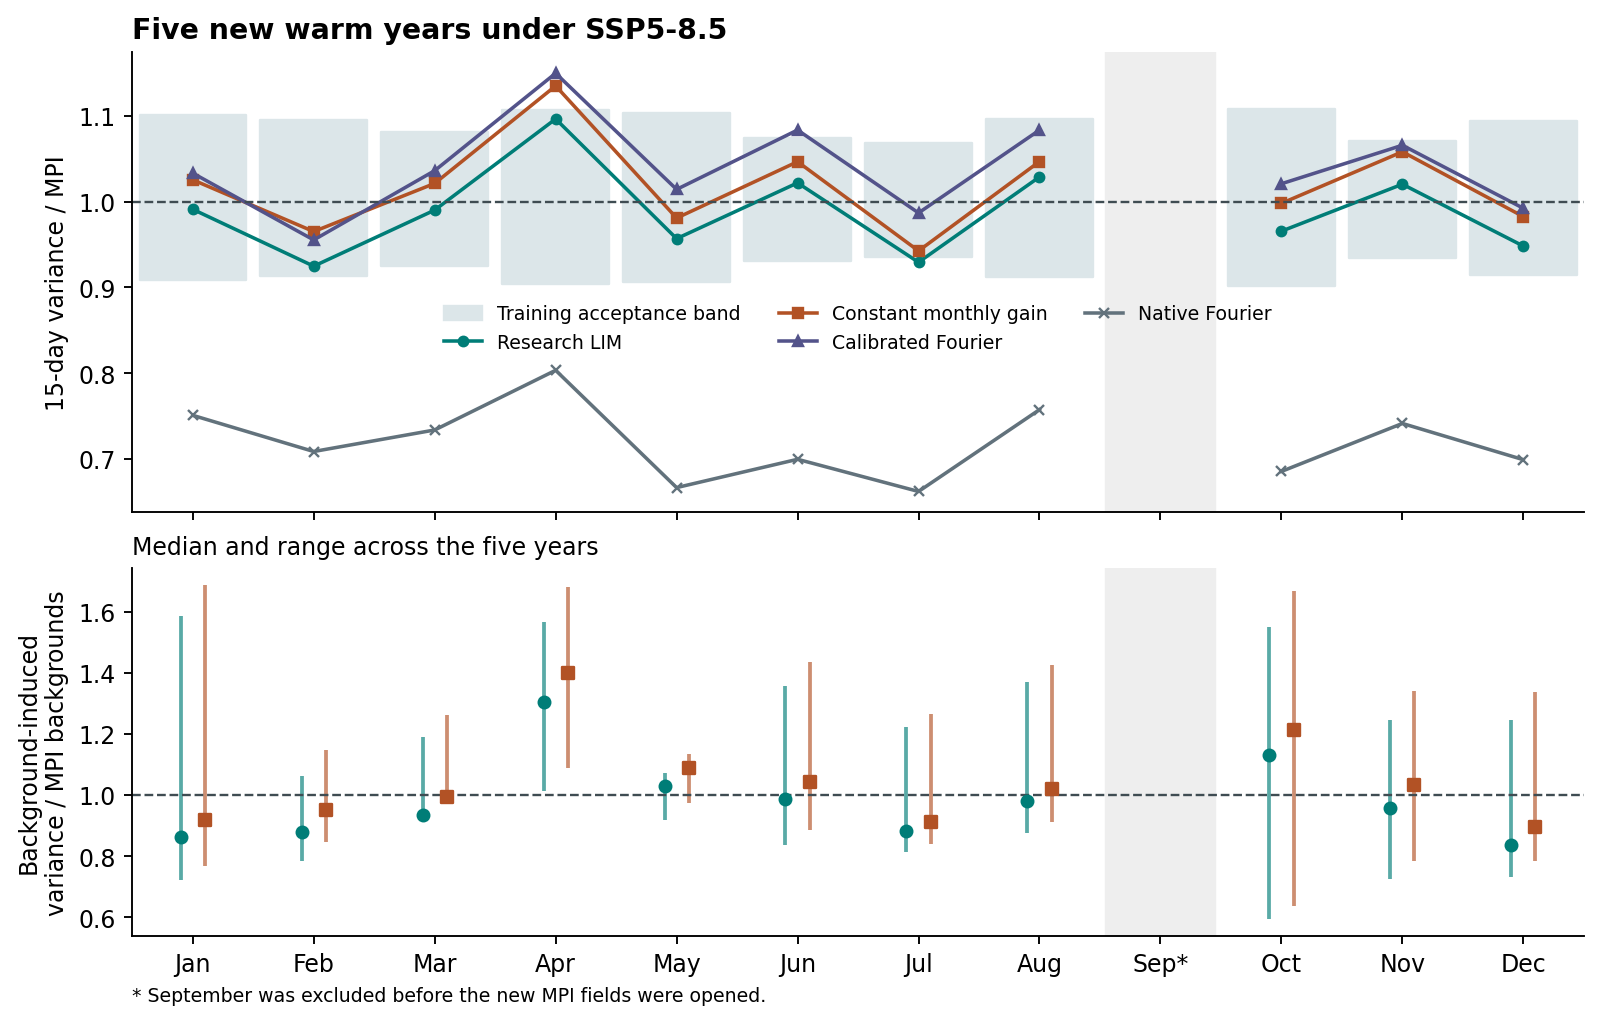 Five new warm years under SSP5-8.5
15-day variance / MPI
1.1
1.0
0.9
0.8
0.7
Training acceptance band
Research LIM
Constant monthly gain
Calibrated Fourier
Native Fourier
Median and range across the five years
Background-induced
variance / MPI backgrounds
1.6
1.4
1.2
1.0
0.8
0.6
Jan Feb Mar Apr May Jun Jul Aug Sep* Oct Nov Dec
* September was excluded before the new MPI fields were opened.